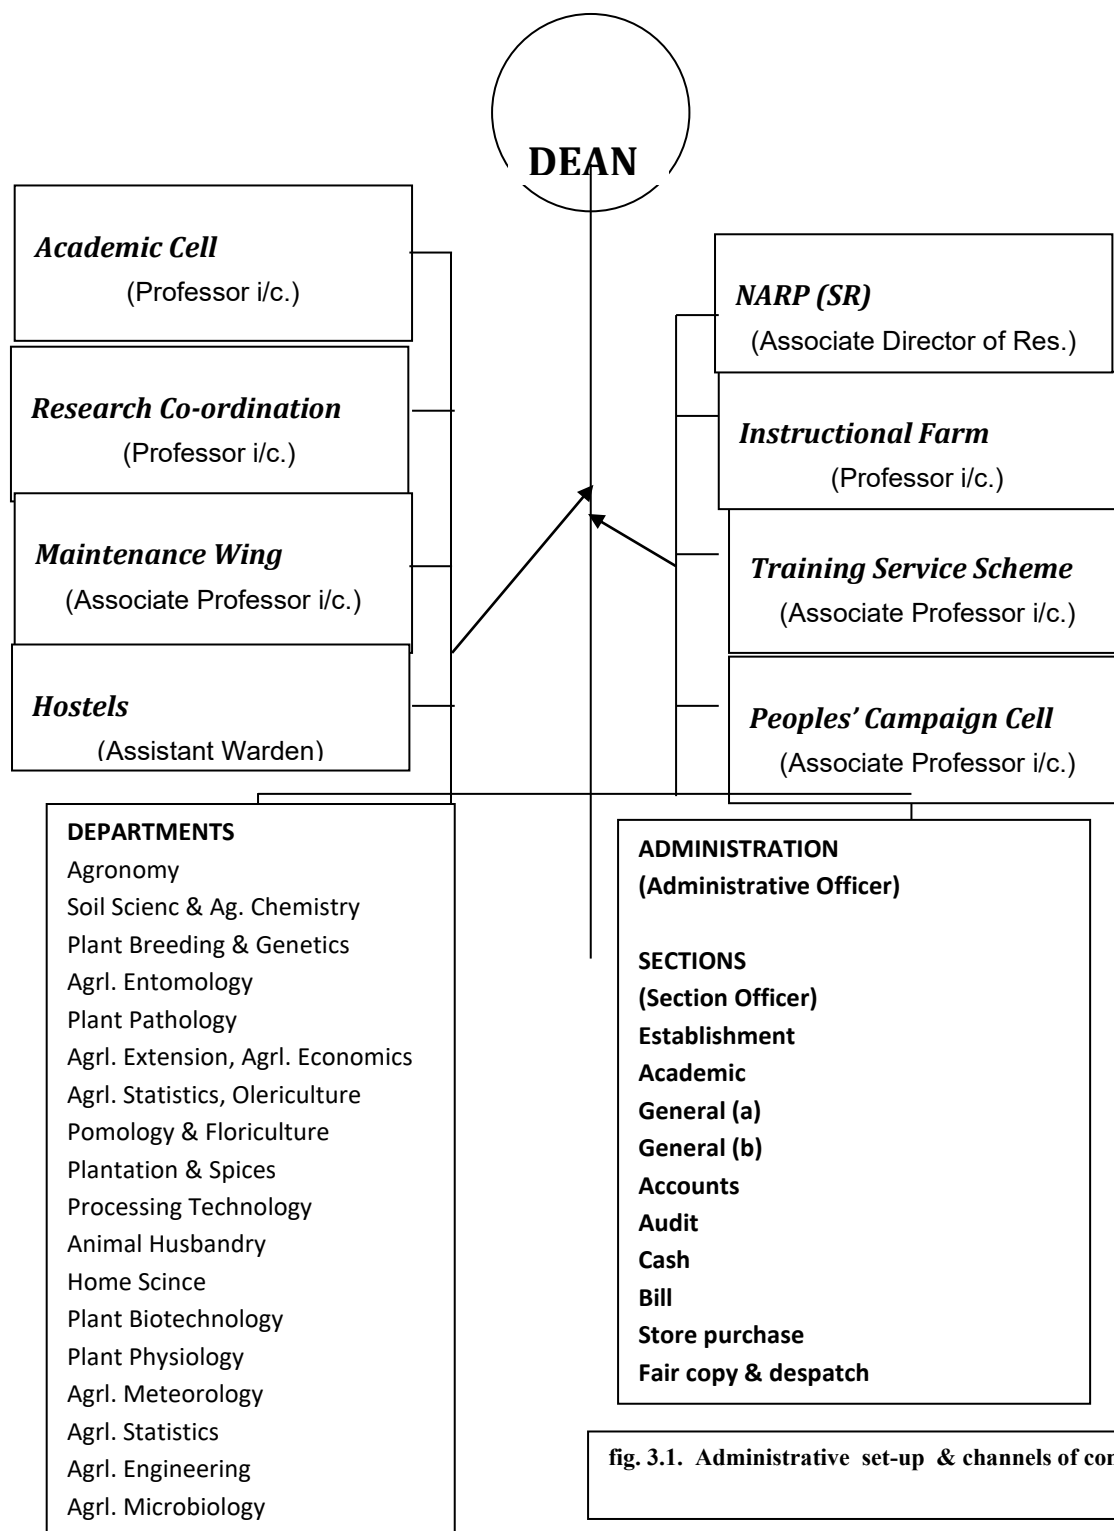 DEAN
Academic Cell
(Professor i/c.)
Research Co-ordination
(Professor i/c.)
Maintenance Wing
(Associate Professor i/c.)
Hostels
(Assistant Warden)
NARP (SR)
(Associate Director of Res.)
Instructional Farm
(Professor i/c.)
Training Service Scheme
(Associate Professor i/c.)
Peoples’ Campaign Cell
(Associate Professor i/c.)
DEPARTMENTS
Agronomy
Soil Scienc & Ag. Chemistry
Plant Breeding & Genetics
Agrl. Entomology
Plant Pathology
Agrl. Extension, Agrl. Economics
Agrl. Statistics, Olericulture
Pomology & Floriculture
Plantation & Spices
Processing Technology
Animal Husbandry
Home Scince
Plant Biotechnology
Plant Physiology
Agrl. Meteorology
Agrl. Statistics
Agrl. Engineering
Agrl. Microbiology
ADMINISTRATION
(Administrative Officer)
SECTIONS
(Section Officer)
Establishment
Academic
General (a)
General (b)
Accounts
Audit
Cash
Bill
Store purchase
Fair copy & despatch
fig. 3.1. Administrative set-up & channels of